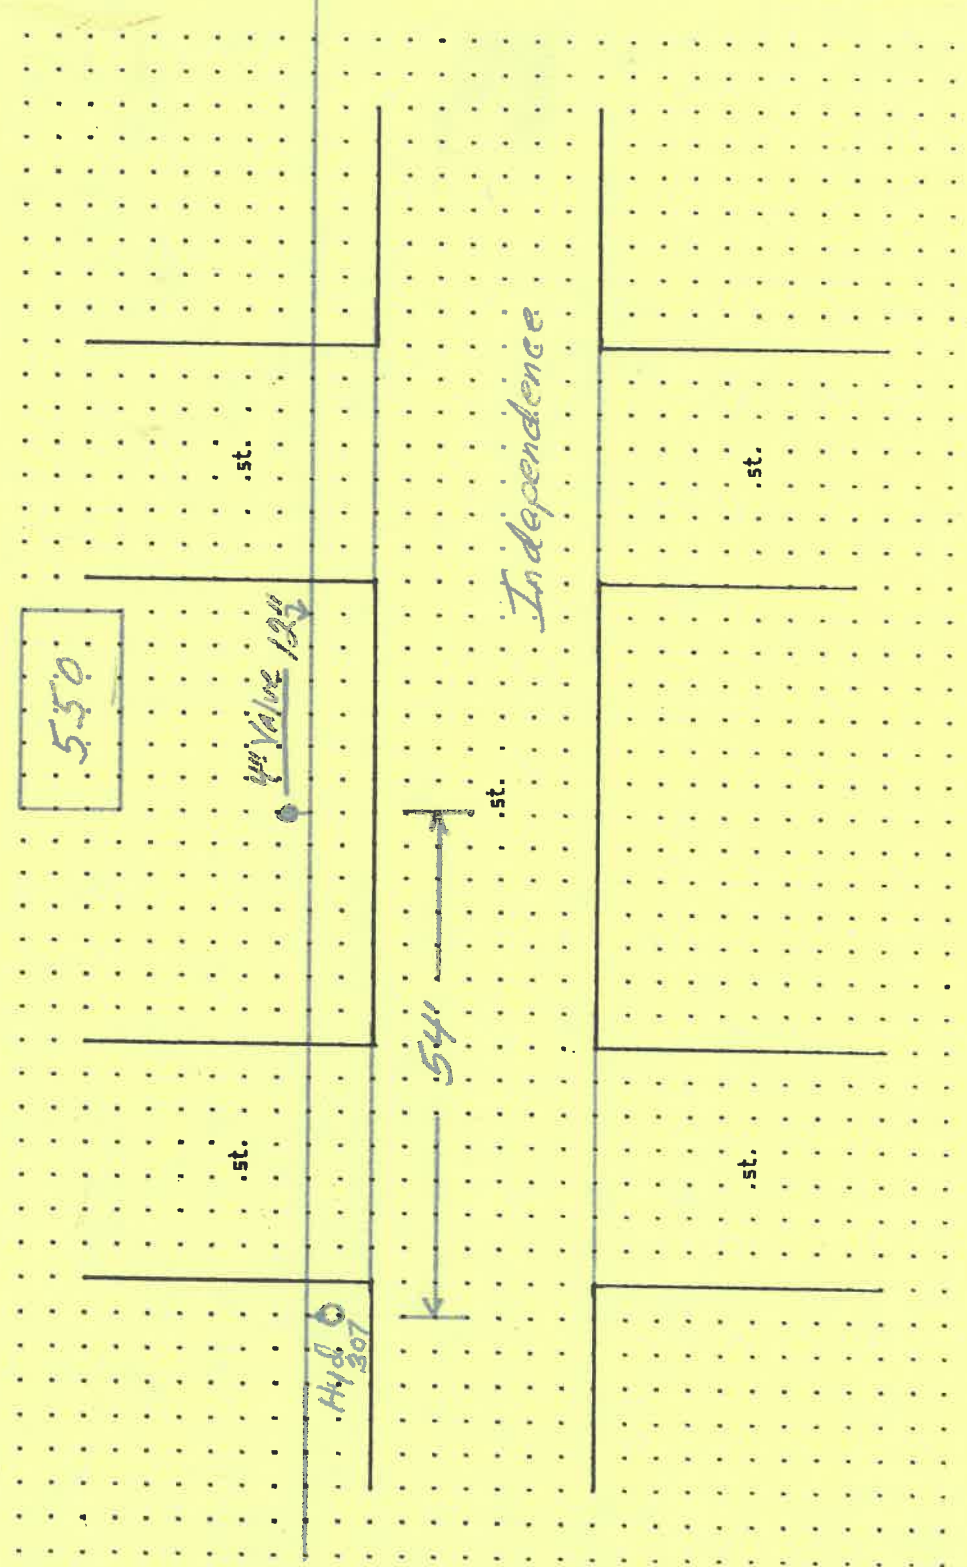 550
4" Valve 12"
.st.
.st.
Independence
.st.
54'
.st.
.st.
Hyd
307